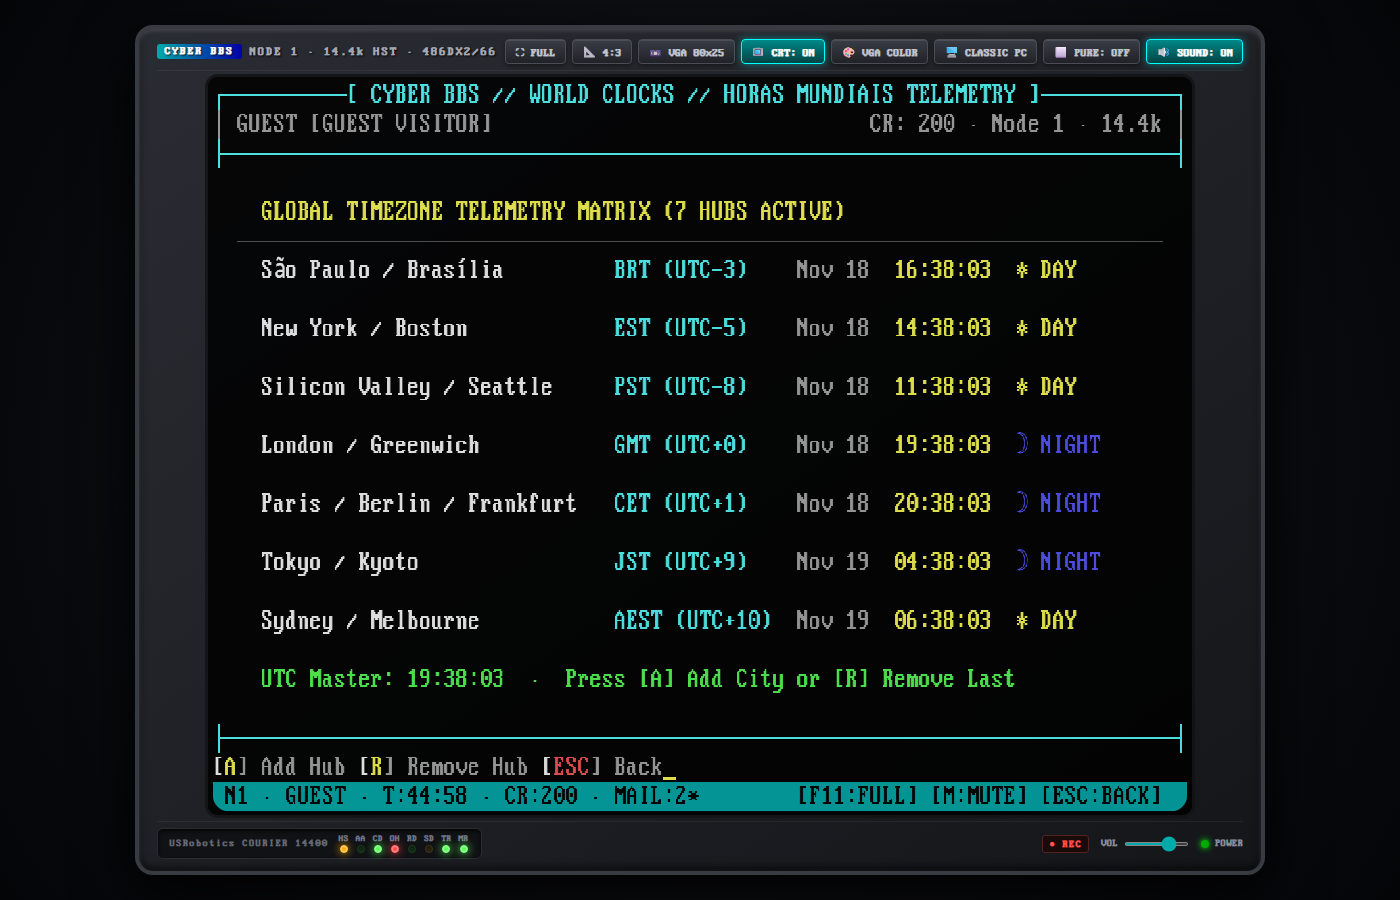 CYBER BBS NODE 1 · 14.4k HST · 486DX2/66 FULL 4:3 VGA 80x25 CRT: ON VGA COLOR CLASSIC PC PURE: OFF SOUND: ON
[ CYBER BBS // WORLD CLOCKS // HORAS MUNDIAIS TELEMETRY ]
GUEST [GUEST VISITOR] CR: 200 · Node 1 · 14.4k
GLOBAL TIMEZONE TELEMETRY MATRIX (7 HUBS ACTIVE)
São Paulo / Brasília BRT (UTC-3) Nov 18 16:38:03 ☼ DAY
New York / Boston EST (UTC-5) Nov 18 14:38:03 ☼ DAY
Silicon Valley / Seattle PST (UTC-8) Nov 18 11:38:03 ☼ DAY
London / Greenwich GMT (UTC+0) Nov 18 19:38:03 ☽ NIGHT
Paris / Berlin / Frankfurt CET (UTC+1) Nov 18 20:38:03 ☽ NIGHT
Tokyo / Kyoto JST (UTC+9) Nov 19 04:38:03 ☽ NIGHT
Sydney / Melbourne AEST (UTC+10) Nov 19 06:38:03 ☼ DAY
UTC Master: 19:38:03 · Press [A] Add City or [R] Remove Last
[A] Add Hub [R] Remove Hub [ESC] Back_
N1 · GUEST · T:44:58 · CR:200 · MAIL:2* [F11:FULL] [M:MUTE] [ESC:BACK]
USRobotics COURIER 14400 HS AA CD OH RD SD TR MR ● REC VOL POWER